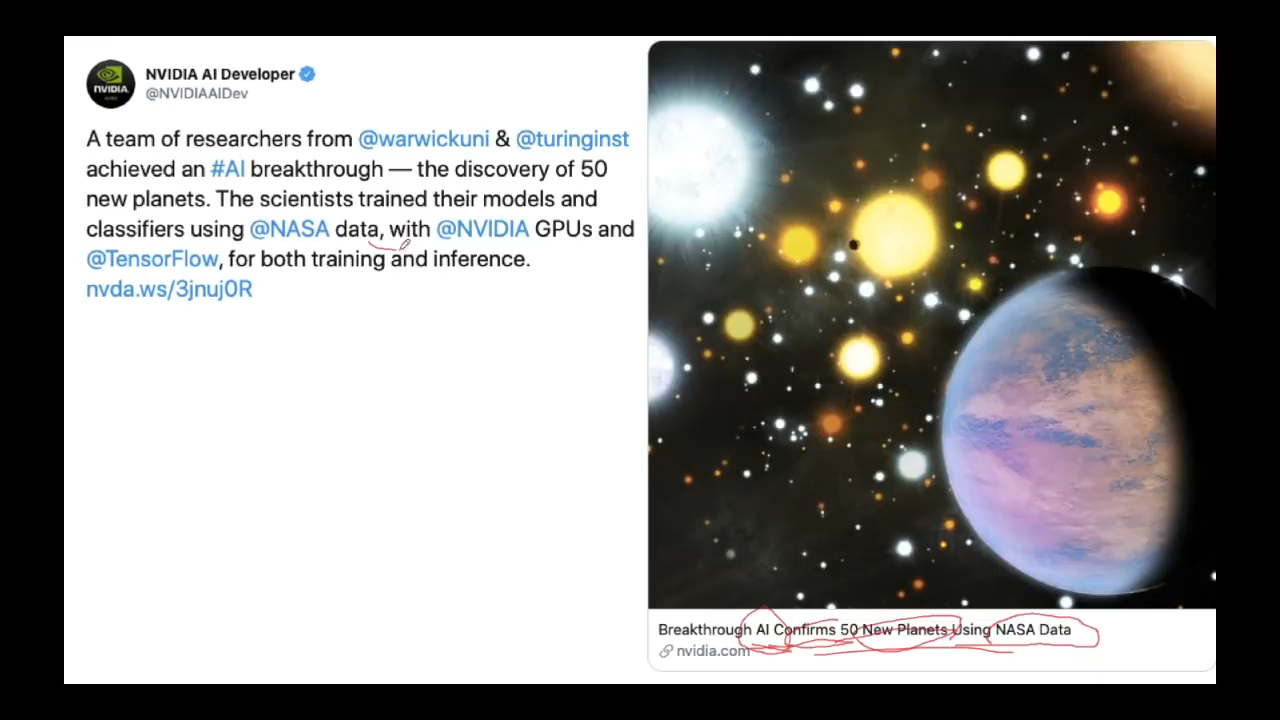 NVIDIA AI Developer
@NVIDIAAIDev
NVIDIA.
A team of researchers from @warwickuni & @turinginst
achieved an #AI breakthrough — the discovery of 50
new planets. The scientists trained their models and
classifiers using @NASA data, with @NVIDIA GPUs and
@TensorFlow, for both training and inference.
nvda.ws/3jnuj0R
Breakthrough AI Confirms 50 New Planets Using NASA Data
nvidia.com